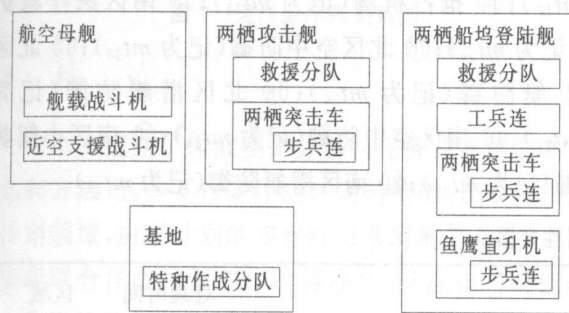 航空母舰
舰载战斗机
近空支援战斗机
两栖攻击舰
救援分队
两栖突击车
步兵连
两栖船坞登陆舰
救援分队
工兵连
两栖突击车
步兵连
鱼鹰直升机
步兵连
基地
特种作战分队